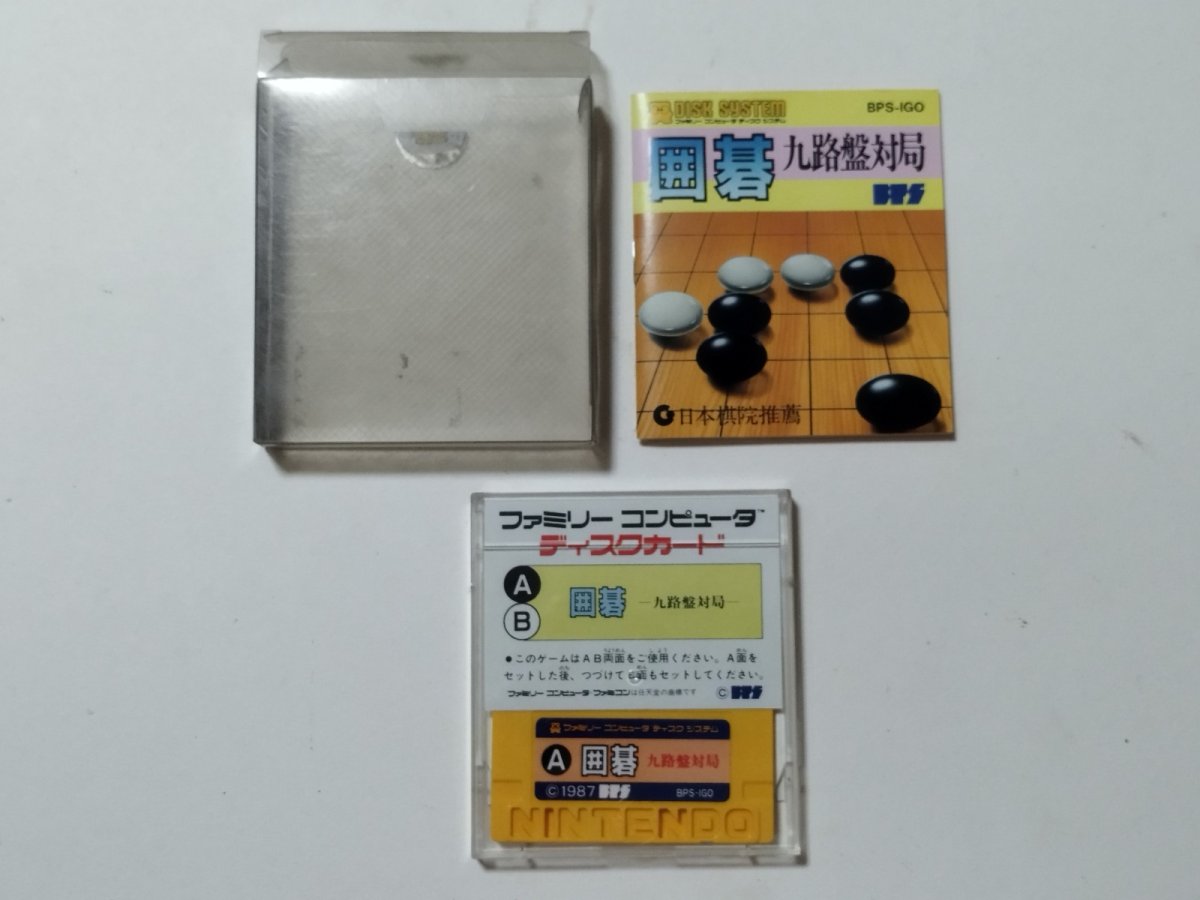 DISK SYSTEM
ファミリー コンピュータ ディスク システム
BPS-IGO
囲碁 九路盤対局
BPS
日本棋院推薦
ファミリー コンピュータ™
ディスクカード
A
B
囲碁 ―九路盤対局―
●このゲームはAB両面をご使用ください。A面を
セットした後、つづけてB面もセットしてください。
ファミリー コンピュータ・ファミコンは任天堂の商標です
© BPS
ファミリー コンピュータ ディスク システム
A 囲碁 九路盤対局
©1987 BPS BPS-IGO
NINTENDO